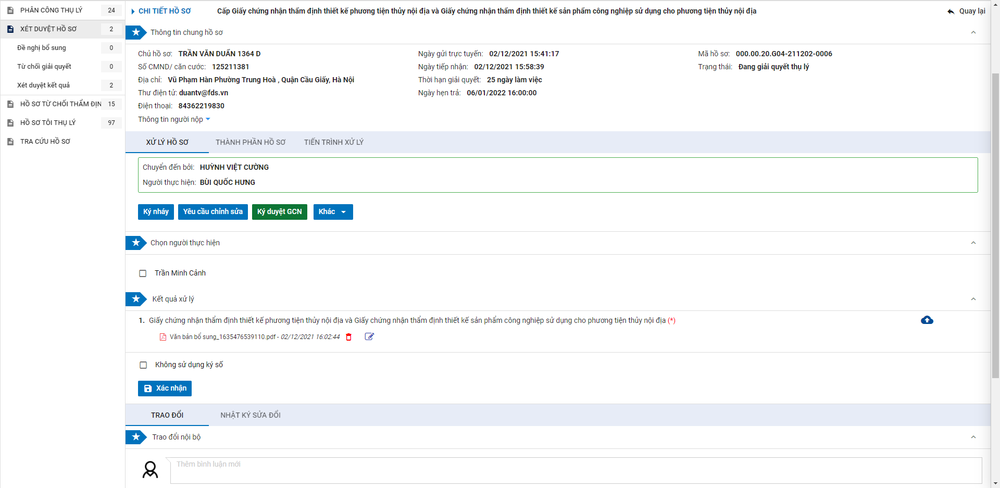 PHÂN CÔNG THỤ LÝ 24
XÉT DUYỆT HỒ SƠ 2
Đề nghị bổ sung 0
Từ chối giải quyết 0
Xét duyệt kết quả 2
HỒ SƠ TỪ CHỐI THẨM ĐỊN 15
HỒ SƠ TÔI THỤ LÝ 97
TRA CỨU HỒ SƠ
CHI TIẾT HỒ SƠ Cấp Giấy chứng nhận thẩm định thiết kế phương tiện thủy nội địa và Giấy chứng nhận thẩm định thiết kế sản phẩm công nghiệp sử dụng cho phương tiện thủy nội địa Quay lại
Thông tin chung hồ sơ
Chủ hồ sơ: TRẦN VĂN DUẨN 1364 D
Số CMND/ căn cước: 125211381
Địa chỉ: Vũ Phạm Hàn Phường Trung Hoà , Quận Cầu Giấy, Hà Nội
Thư điện tử: duantv@fds.vn
Điện thoại: 84362219830
Thông tin người nộp
Ngày gửi trực tuyến: 02/12/2021 15:41:17
Ngày tiếp nhận: 02/12/2021 15:58:39
Thời hạn giải quyết: 25 ngày làm việc
Ngày hẹn trả: 06/01/2022 16:00:00
Mã hồ sơ: 000.00.20.G04-211202-0006
Trạng thái: Đang giải quyết thụ lý
XỬ LÝ HỒ SƠ THÀNH PHẦN HỒ SƠ TIẾN TRÌNH XỬ LÝ
Chuyển đến bởi: HUỲNH VIỆT CƯỜNG
Người thực hiện: BÙI QUỐC HƯNG
Ký nháy Yêu cầu chỉnh sửa Ký duyệt GCN Khác
Chọn người thực hiện
Trần Minh Cảnh
Kết quả xử lý
1. Giấy chứng nhận thẩm định thiết kế phương tiện thủy nội địa và Giấy chứng nhận thẩm định thiết kế sản phẩm công nghiệp sử dụng cho phương tiện thủy nội địa (*)
Văn bản bổ sung_1635476539110.pdf - 02/12/2021 16:02:44
Không sử dụng ký số
Xác nhận
TRAO ĐỔI NHẬT KÝ SỬA ĐỔI
Trao đổi nội bộ
Thêm bình luận mới